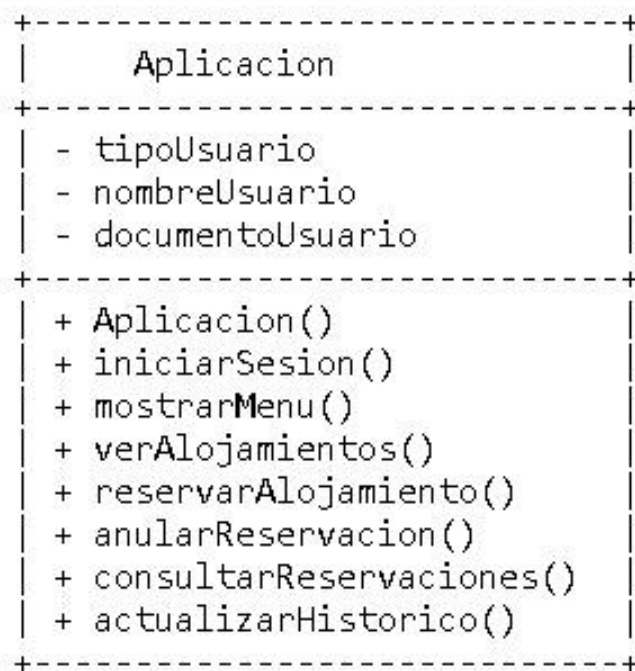 Aplicacion
- tipoUsuario
- nombreUsuario
- documentoUsuario
+ Aplicacion()
+ iniciarSesion()
+ mostrarMenu()
+ verAlojamientos()
+ reservarAlojamiento()
+ anularReservacion()
+ consultarReservaciones()
+ actualizarHistorico()